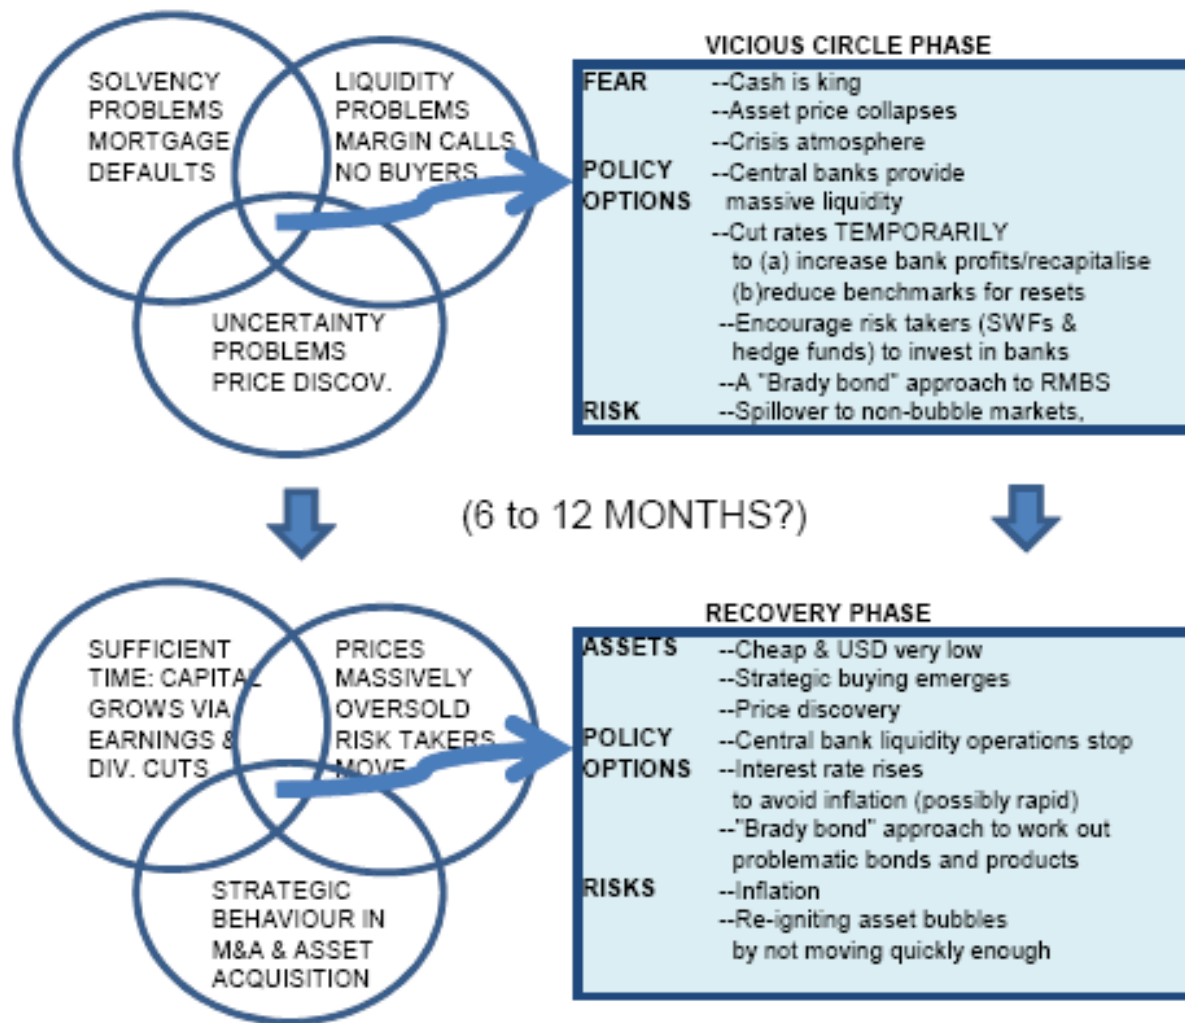 SOLVENCY
PROBLEMS
MORTGAGE
DEFAULTS
LIQUIDITY
PROBLEMS
MARGIN CALLS
NO BUYERS
UNCERTAINTY
PROBLEMS
PRICE DISCOV.
VICIOUS CIRCLE PHASE
FEAR --Cash is king
--Asset price collapses
--Crisis atmosphere
POLICY --Central banks provide
OPTIONS massive liquidity
--Cut rates TEMPORARILY
to (a) increase bank profits/recapitalise
(b)reduce benchmarks for resets
--Encourage risk takers (SWFs &
hedge funds) to invest in banks
--A "Brady bond" approach to RMBS
RISK --Spillover to non-bubble markets,
(6 to 12 MONTHS?)
SUFFICIENT
TIME: CAPITAL
GROWS VIA
EARNINGS &
DIV. CUTS
PRICES
MASSIVELY
OVERSOLD
RISK TAKERS
MOVE
STRATEGIC
BEHAVIOUR IN
M&A & ASSET
ACQUISITION
RECOVERY PHASE
ASSETS --Cheap & USD very low
--Strategic buying emerges
--Price discovery
POLICY --Central bank liquidity operations stop
OPTIONS --Interest rate rises
to avoid inflation (possibly rapid)
--"Brady bond" approach to work out
problematic bonds and products
RISKS --Inflation
--Re-igniting asset bubbles
by not moving quickly enough